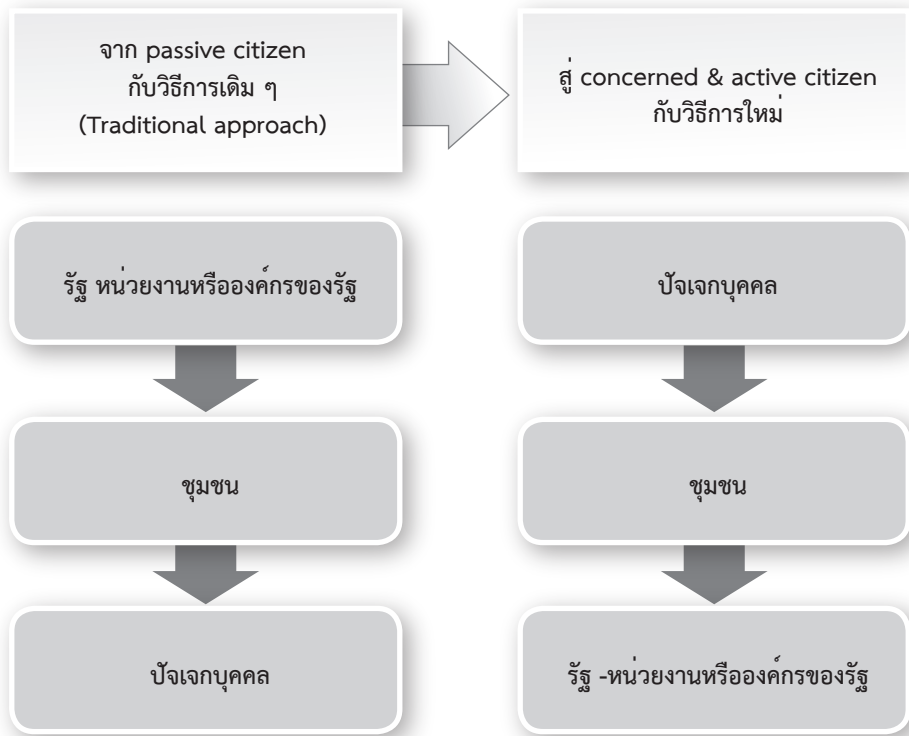 จาก passive citizen
กับวิธีการเดิม ๆ
(Traditional approach)
สู่ concerned & active citizen
กับวิธีการใหม่
รัฐ หน่วยงานหรือองค์กรของรัฐ
ชุมชน
ปัจเจกบุคคล
ปัจเจกบุคคล
ชุมชน
รัฐ -หน่วยงานหรือองค์กรของรัฐ